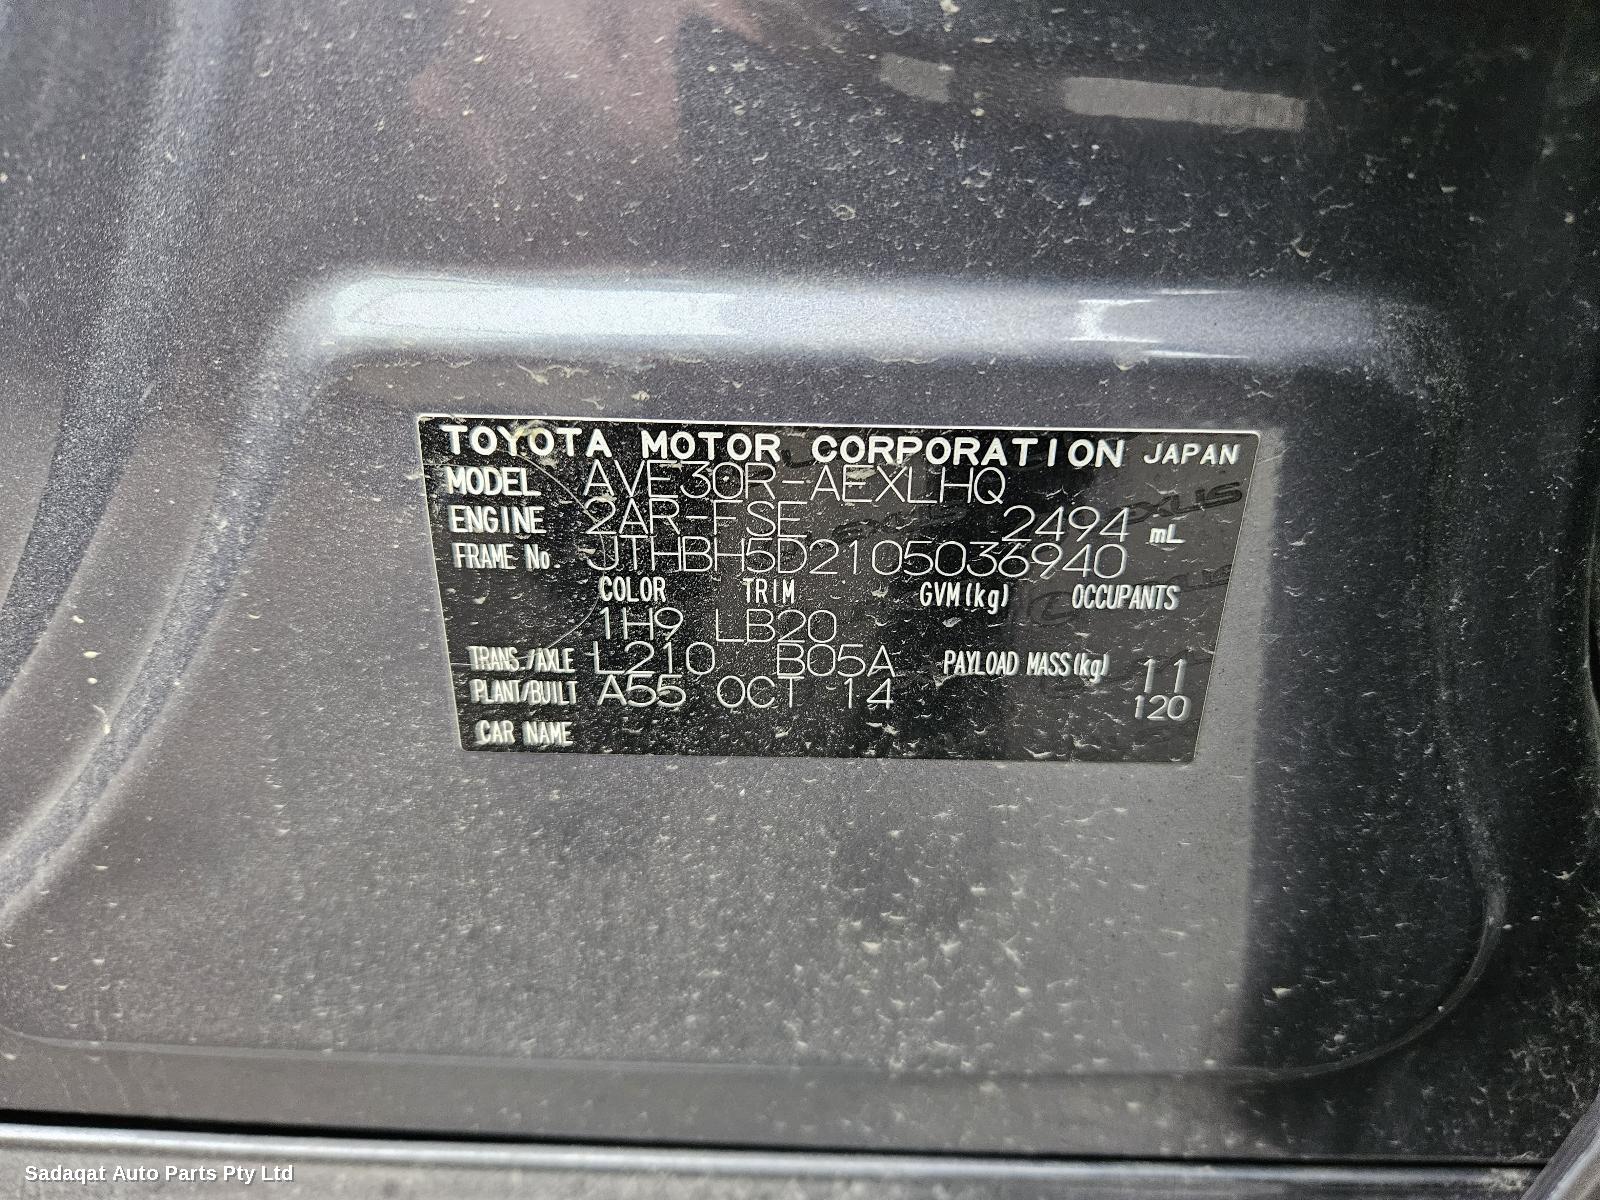 TOYOTA MOTOR CORPORATION JAPAN
MODEL AVE30R-AEXLHQ
ENGINE 2AR-FSE 2494 mL
FRAME No. JTHBH5D2105036940
COLOR TRIM GVM(kg) OCCUPANTS
1H9 LB20
TRANS./AXLE L210 B05A PAYLOAD MASS(kg) 11
PLANT/BUILT A55 OCT 14 120
CAR NAME
Sadaqat Auto Parts Pty Ltd